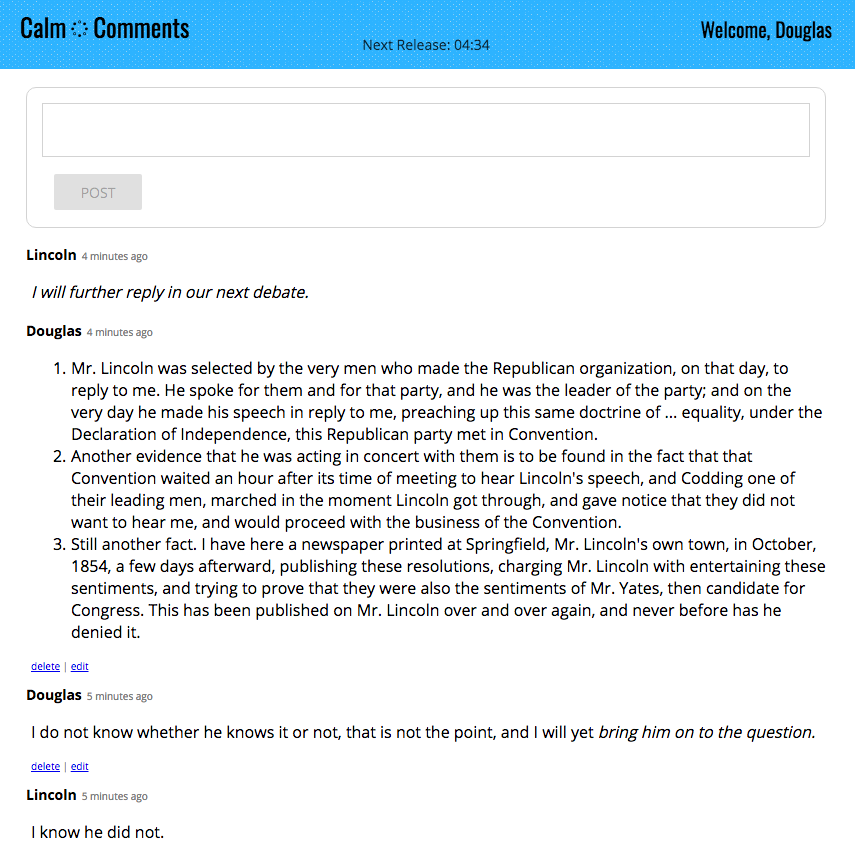 Calm Comments
Next Release: 04:34
Welcome, Douglas
POST
Lincoln 4 minutes ago
I will further reply in our next debate.
Douglas 4 minutes ago
1. Mr. Lincoln was selected by the very men who made the Republican organization, on that day, to
reply to me. He spoke for them and for that party, and he was the leader of the party; and on the
very day he made his speech in reply to me, preaching up this same doctrine of ... equality, under the
Declaration of Independence, this Republican party met in Convention.
2. Another evidence that he was acting in concert with them is to be found in the fact that that
Convention waited an hour after its time of meeting to hear Lincoln's speech, and Codding one of
their leading men, marched in the moment Lincoln got through, and gave notice that they did not
want to hear me, and would proceed with the business of the Convention.
3. Still another fact. I have here a newspaper printed at Springfield, Mr. Lincoln's own town, in October,
1854, a few days afterward, publishing these resolutions, charging Mr. Lincoln with entertaining these
sentiments, and trying to prove that they were also the sentiments of Mr. Yates, then candidate for
Congress. This has been published on Mr. Lincoln over and over again, and never before has he
denied it.
delete | edit
Douglas 5 minutes ago
I do not know whether he knows it or not, that is not the point, and I will yet bring him on to the question.
delete | edit
Lincoln 5 minutes ago
I know he did not.